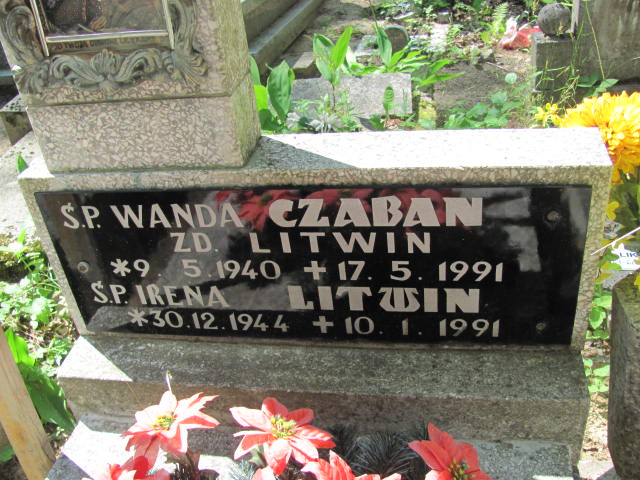 Ś.P. WANDA CZABAN
ZD. LITWIN
*9. 5. 1940 +17. 5. 1991
Ś.P. IRENA LITWIN
*30.12.1944 +10.1.1991